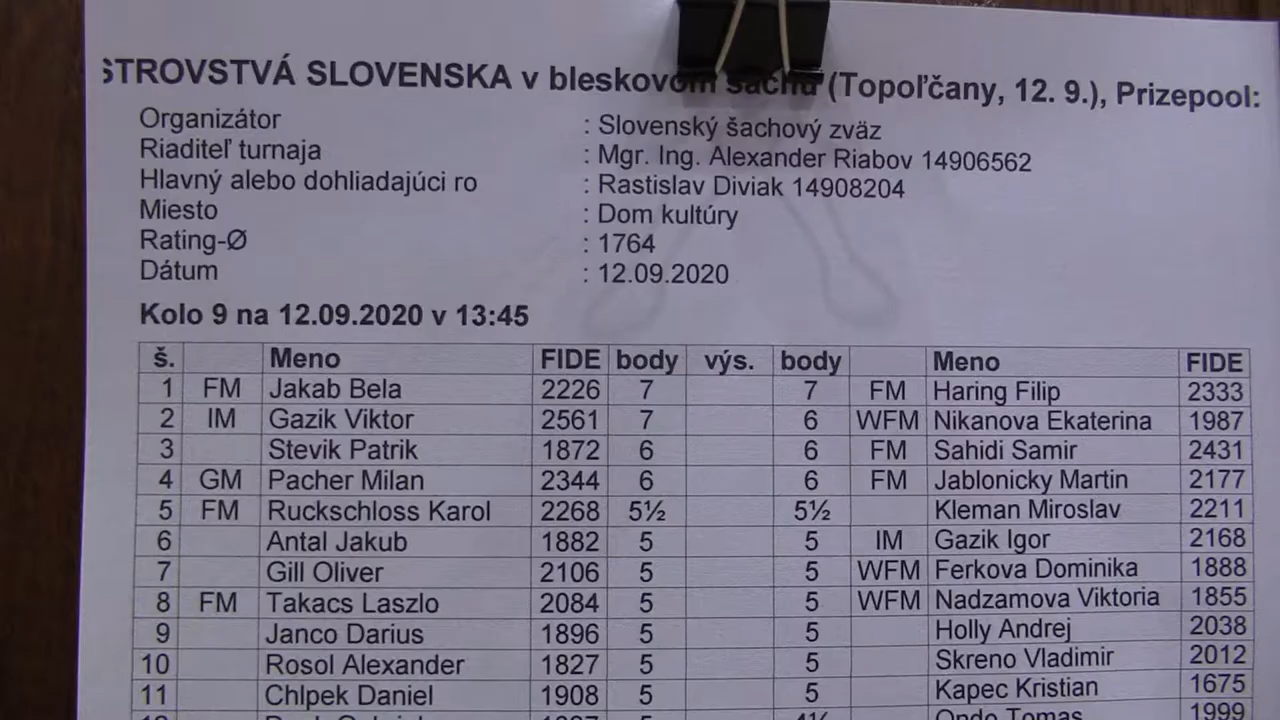 STROVSTVÁ SLOVENSKA v bleskovom šachu (Topoľčany, 12. 9.), Prizepool:
Organizátor : Slovenský šachový zväz
Riaditeľ turnaja : Mgr. Ing. Alexander Riabov 14906562
Hlavný alebo dohliadajúci ro : Rastislav Diviak 14908204
Miesto : Dom kultúry
Rating-Ø : 1764
Dátum : 12.09.2020
Kolo 9 na 12.09.2020 v 13:45
š. Meno FIDE body výs. body Meno FIDE
1 FM Jakab Bela 2226 7 7 FM Haring Filip 2333
2 IM Gazik Viktor 2561 7 6 WFM Nikanova Ekaterina 1987
3 Stevik Patrik 1872 6 6 FM Sahidi Samir 2431
4 GM Pacher Milan 2344 6 6 FM Jablonicky Martin 2177
5 FM Ruckschloss Karol 2268 5½ 5½ Kleman Miroslav 2211
6 Antal Jakub 1882 5 5 IM Gazik Igor 2168
7 Gill Oliver 2106 5 5 WFM Ferkova Dominika 1888
8 FM Takacs Laszlo 2084 5 5 WFM Nadzamova Viktoria 1855
9 Janco Darius 1896 5 5 Holly Andrej 2038
10 Rosol Alexander 1827 5 5 Skreno Vladimir 2012
11 Chlpek Daniel 1908 5 5 Kapec Kristian 1675
5 4½ Ondo Tomas 1999